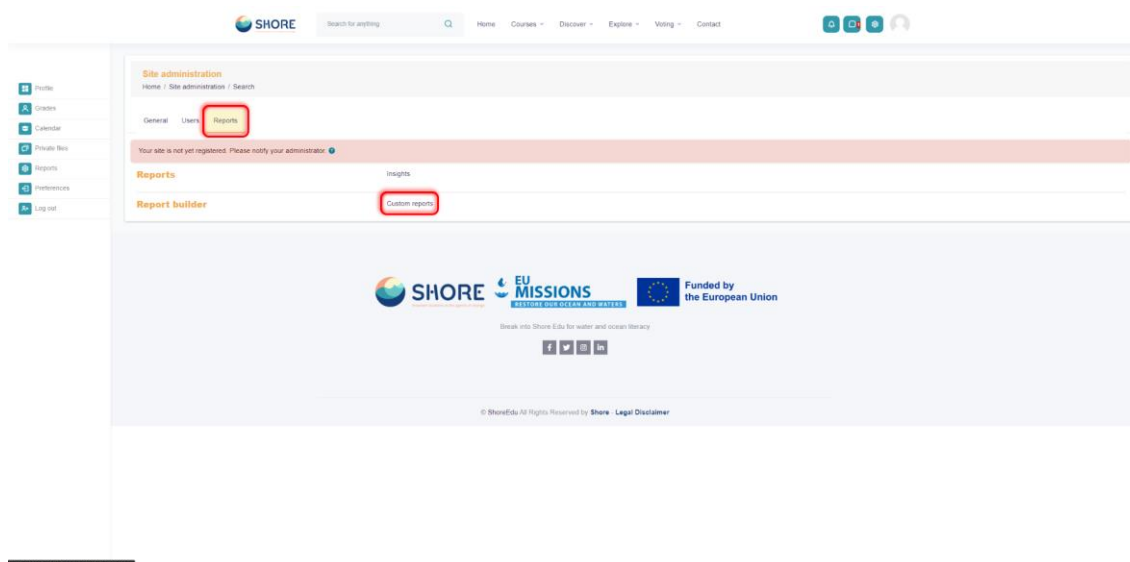 SHORE
Search for anything
Home Courses Discover Explore Voting Contact
Site administration
Home / Site administration / Search
Profile
Grades
Calendar
Private files
Reports
Preferences
Log out
General Users Reports
Your site is not yet registered. Please notify your administrator.
Reports Insights
Report builder Custom reports
SHORE
EU
MISSIONS
RESTORE OUR OCEAN AND WATERS
Funded by
the European Union
Break into Shore Edu for water and ocean literacy
© ShoreEdu All Rights Reserved by Shore - Legal Disclaimer